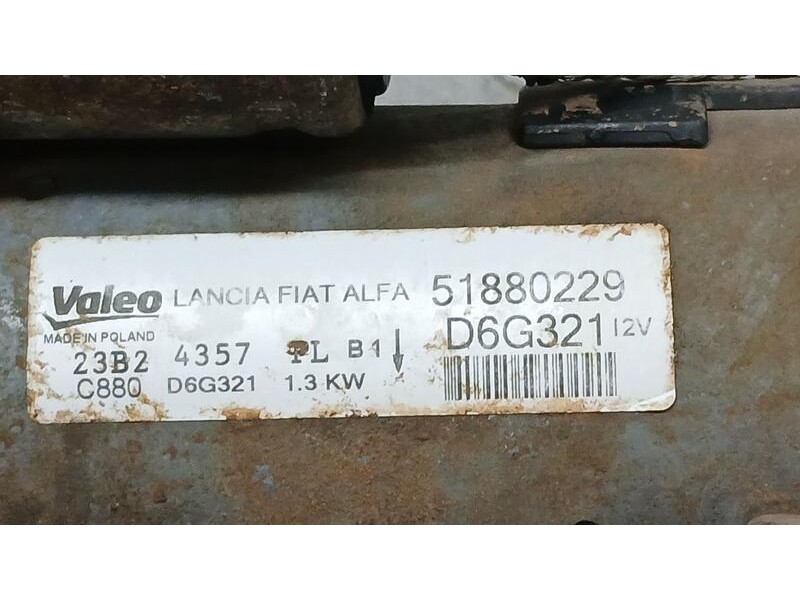 Valeo LANCIA FIAT ALFA 51880229
MADE IN POLAND D6G321 12V
23B2 4357 PL B1
C880 D6G321 1.3 KW